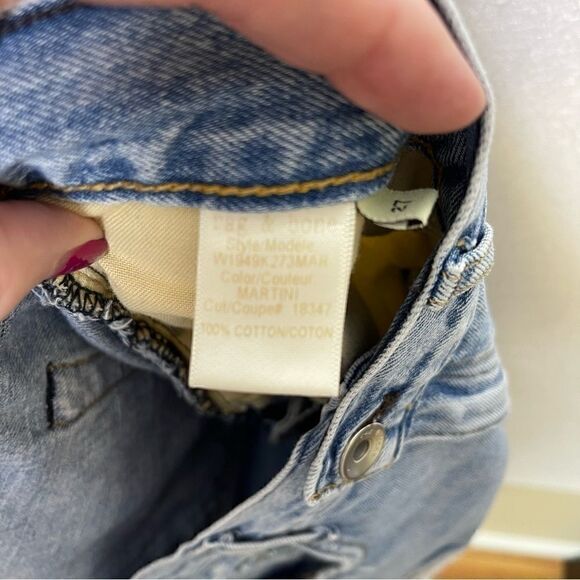 rag & bone
Style/Modele
W1949K273MAR
Color/Couleur
MARTINI
Cut/Coupe# 18347
100% COTTON/COTON
27